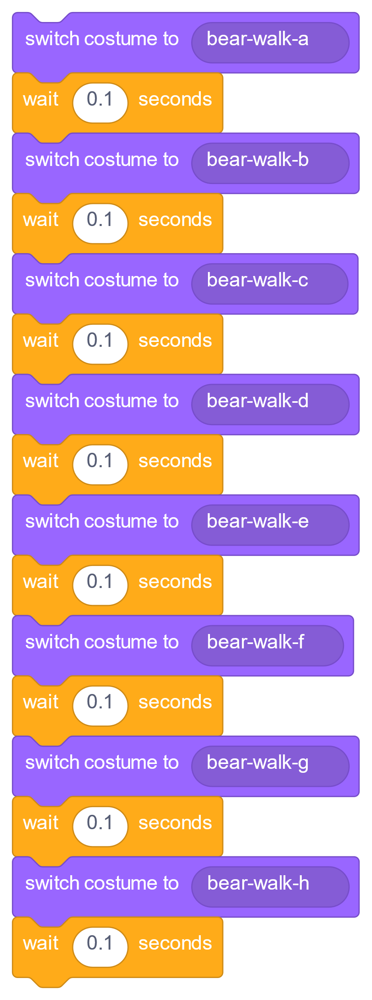 switch costume to bear-walk-a
wait 0.1 seconds
switch costume to bear-walk-b
wait 0.1 seconds
switch costume to bear-walk-c
wait 0.1 seconds
switch costume to bear-walk-d
wait 0.1 seconds
switch costume to bear-walk-e
wait 0.1 seconds
switch costume to bear-walk-f
wait 0.1 seconds
switch costume to bear-walk-g
wait 0.1 seconds
switch costume to bear-walk-h
wait 0.1 seconds